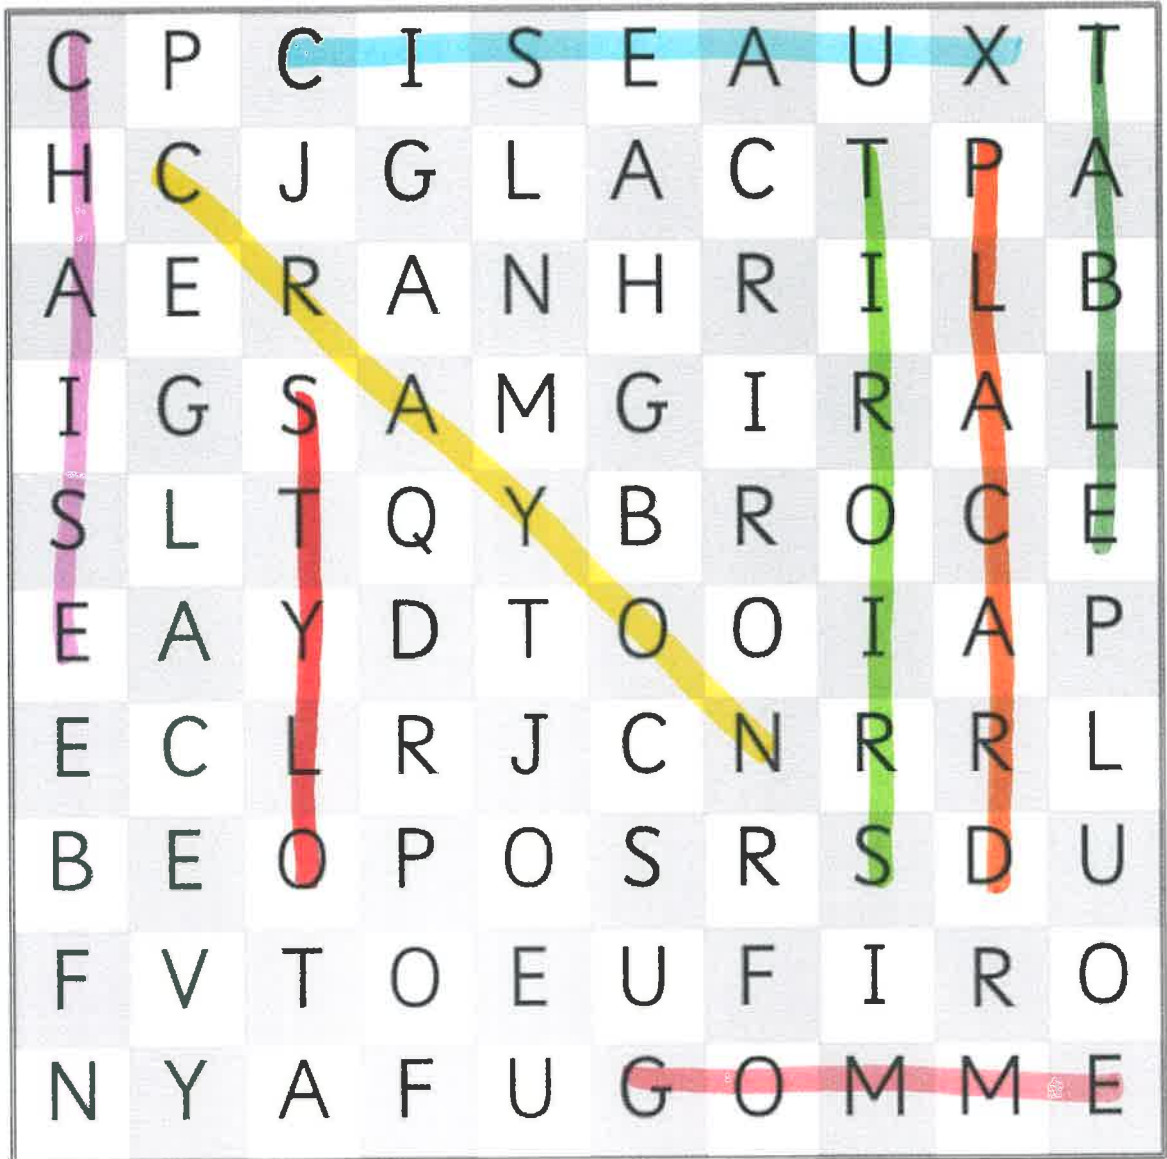 C P C I S E A U X T
H C J G L A C T P A
A E R A N H R I L B
I G S A M G I R A L
S L T Q Y B R O C E
E A Y D T O O I A P
E C L R J C N R R L
B E O P O S R S D U
F V T O E U F I R O
N Y A F U G O M M E